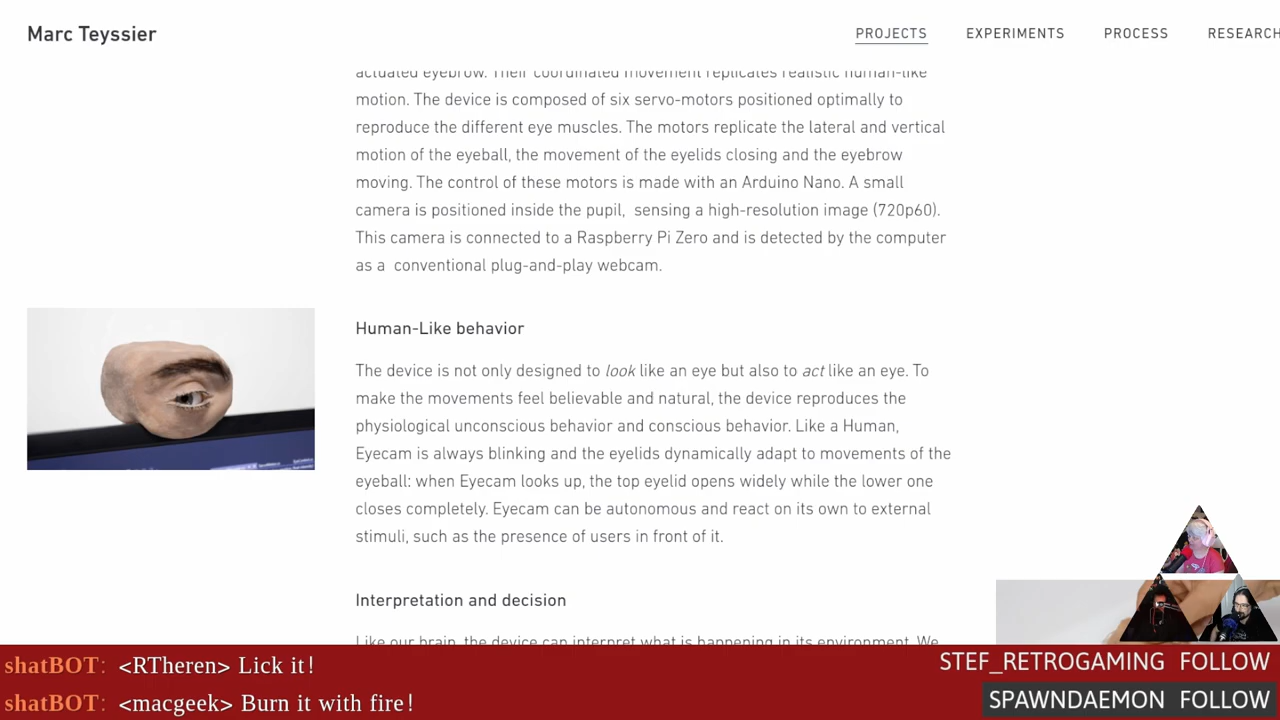 Marc Teyssier
PROJECTS EXPERIMENTS PROCESS RESEARCH
actuated eyebrow. Their coordinated movement replicates realistic human-like
motion. The device is composed of six servo-motors positioned optimally to
reproduce the different eye muscles. The motors replicate the lateral and vertical
motion of the eyeball, the movement of the eyelids closing and the eyebrow
moving. The control of these motors is made with an Arduino Nano. A small
camera is positioned inside the pupil, sensing a high-resolution image (720p60).
This camera is connected to a Raspberry Pi Zero and is detected by the computer
as a conventional plug-and-play webcam.
Human-Like behavior
The device is not only designed to look like an eye but also to act like an eye. To
make the movements feel believable and natural, the device reproduces the
physiological unconscious behavior and conscious behavior. Like a Human,
Eyecam is always blinking and the eyelids dynamically adapt to movements of the
eyeball: when Eyecam looks up, the top eyelid opens widely while the lower one
closes completely. Eyecam can be autonomous and react on its own to external
stimuli, such as the presence of users in front of it.
Interpretation and decision
Like our brain, the device can interpret what is happening in its environment. We
shatBOT: <RTheren> Lick it!
shatBOT: <macgeek> Burn it with fire!
STEF_RETROGAMING FOLLOW
SPAWNDAEMON FOLLOW